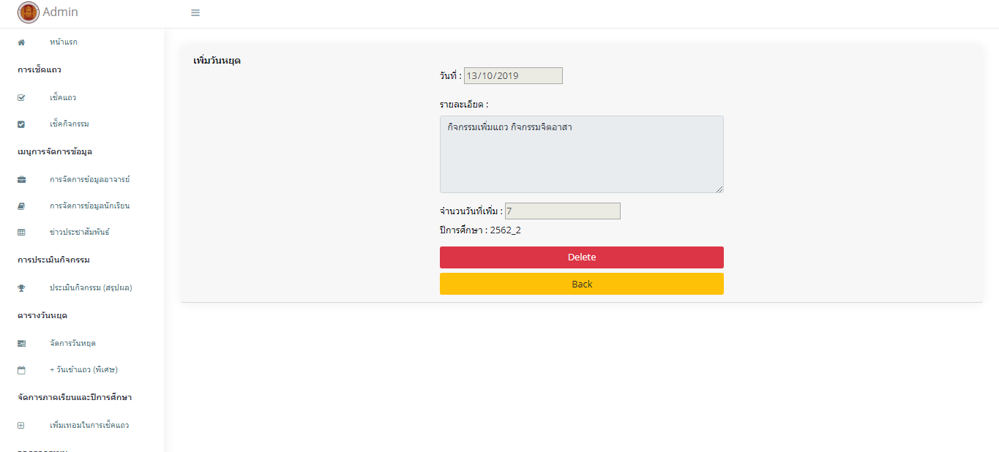 Admin
หน้าแรก
การเช็คแถว
เช็คแถว
เช็คกิจกรรม
เมนูการจัดการข้อมูล
การจัดการข้อมูลอาจารย์
การจัดการข้อมูลนักเรียน
ข่าวประชาสัมพันธ์
การประเมินกิจกรรม
ประเมินกิจกรรม (สรุปผล)
ตารางวันหยุด
จัดการวันหยุด
+ วันเข้าแถว (พิเศษ)
จัดการภาคเรียนและปีการศึกษา
เพิ่มเทอมในการเช็คแถว
เพิ่มวันหยุด
วันที่ : 13/10/2019
รายละเอียด :
กิจกรรมเพิ่มแถว กิจกรรมจิตอาสา
จำนวนวันที่เพิ่ม : 7
ปีการศึกษา : 2562_2
Delete
Back